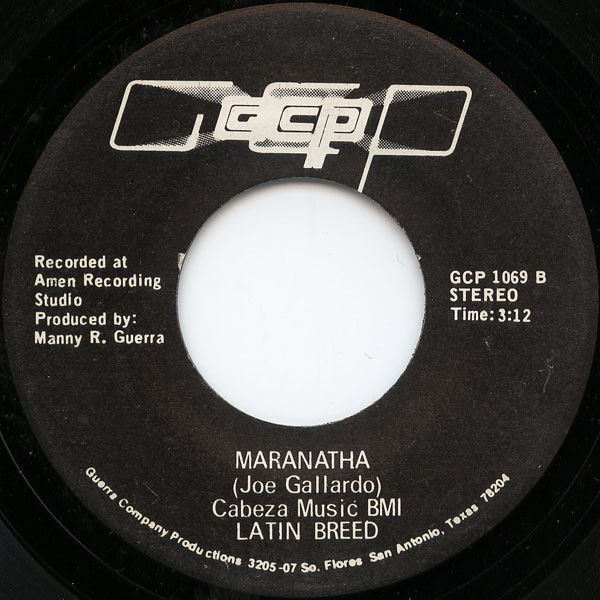 GCP
Recorded at
Amen Recording
Studio
Produced by:
Manny R. Guerra
GCP 1069 B
STEREO
Time: 3:12
MARANATHA
(Joe Gallardo)
Cabeza Music BMI
LATIN BREED
Guerra Company Productions 3205-07 So. Flores San Antonio, Texas 78204